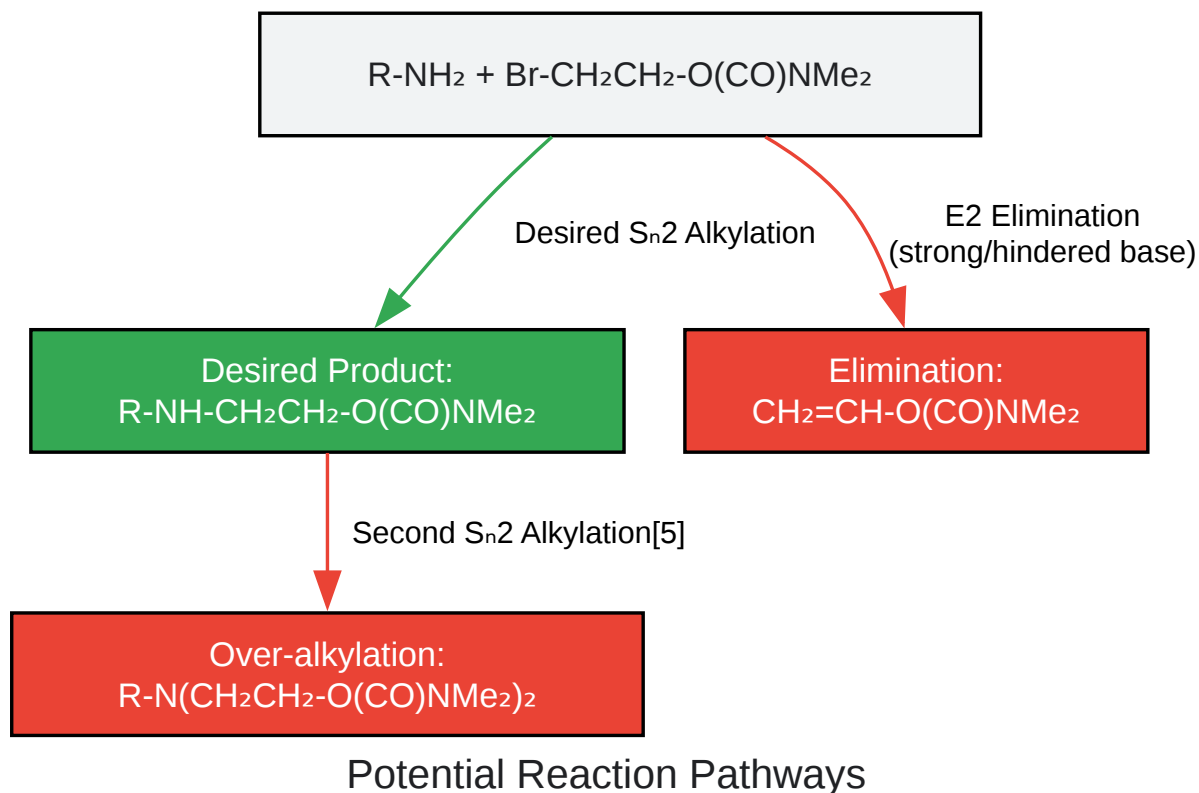 R-NH₂ + Br-CH₂CH₂-O(CO)NMe₂
Desired Sₙ2 Alkylation
E2 Elimination
(strong/hindered base)
Desired Product:
R-NH-CH₂CH₂-O(CO)NMe₂
Elimination:
CH₂=CH-O(CO)NMe₂
Second Sₙ2 Alkylation[5]
Over-alkylation:
R-N(CH₂CH₂-O(CO)NMe₂)₂
Potential Reaction Pathways